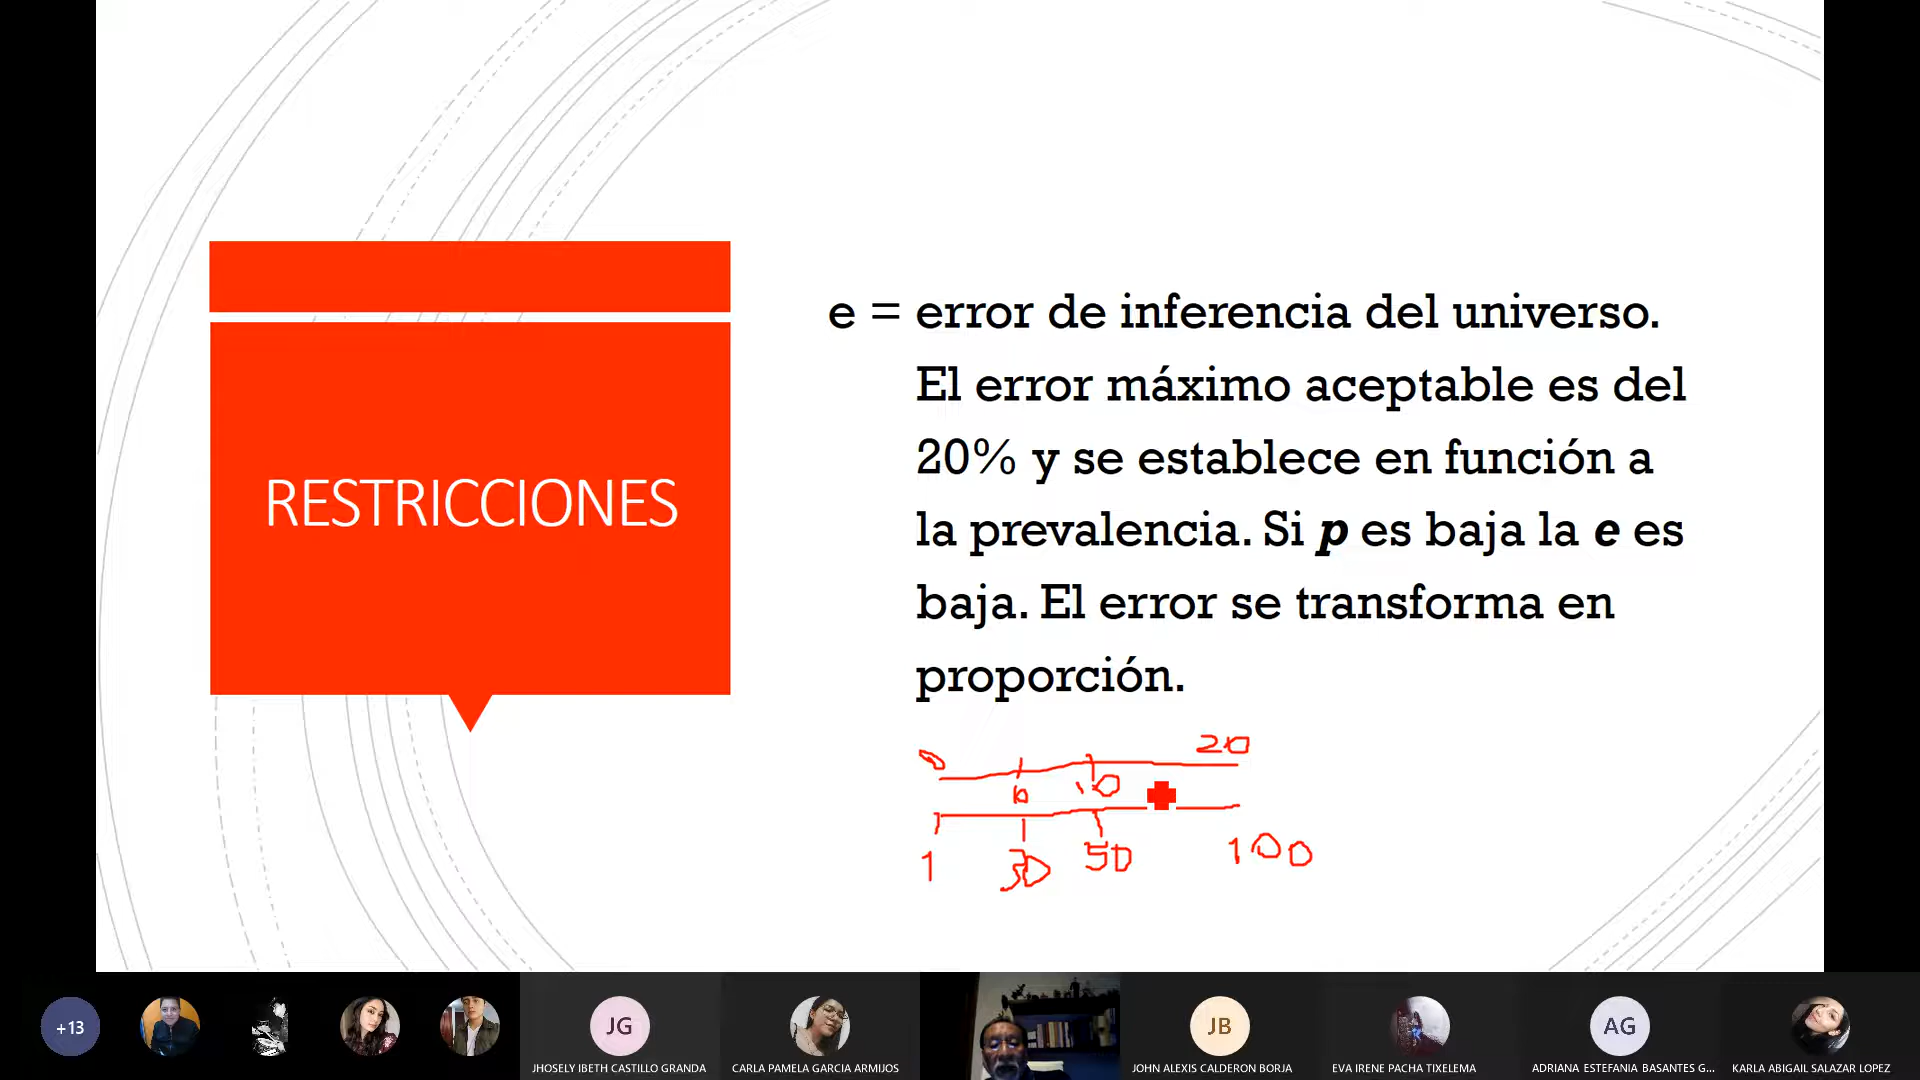 RESTRICCIONES
e = error de inferencia del universo.
El error máximo aceptable es del
20% y se establece en función a
la prevalencia. Si p es baja la e es
baja. El error se transforma en
proporción.
0 20
10
1 30 50 100
+13
JG
JB
AG
JHOSELY IBETH CASTILLO GRANDA
CARLA PAMELA GARCIA ARMIJOS
JOHN ALEXIS CALDERON BORJA
EVA IRENE PACHA TIXELEMA
ADRIANA ESTEFANIA BASANTES G...
KARLA ABIGAIL SALAZAR LOPEZ